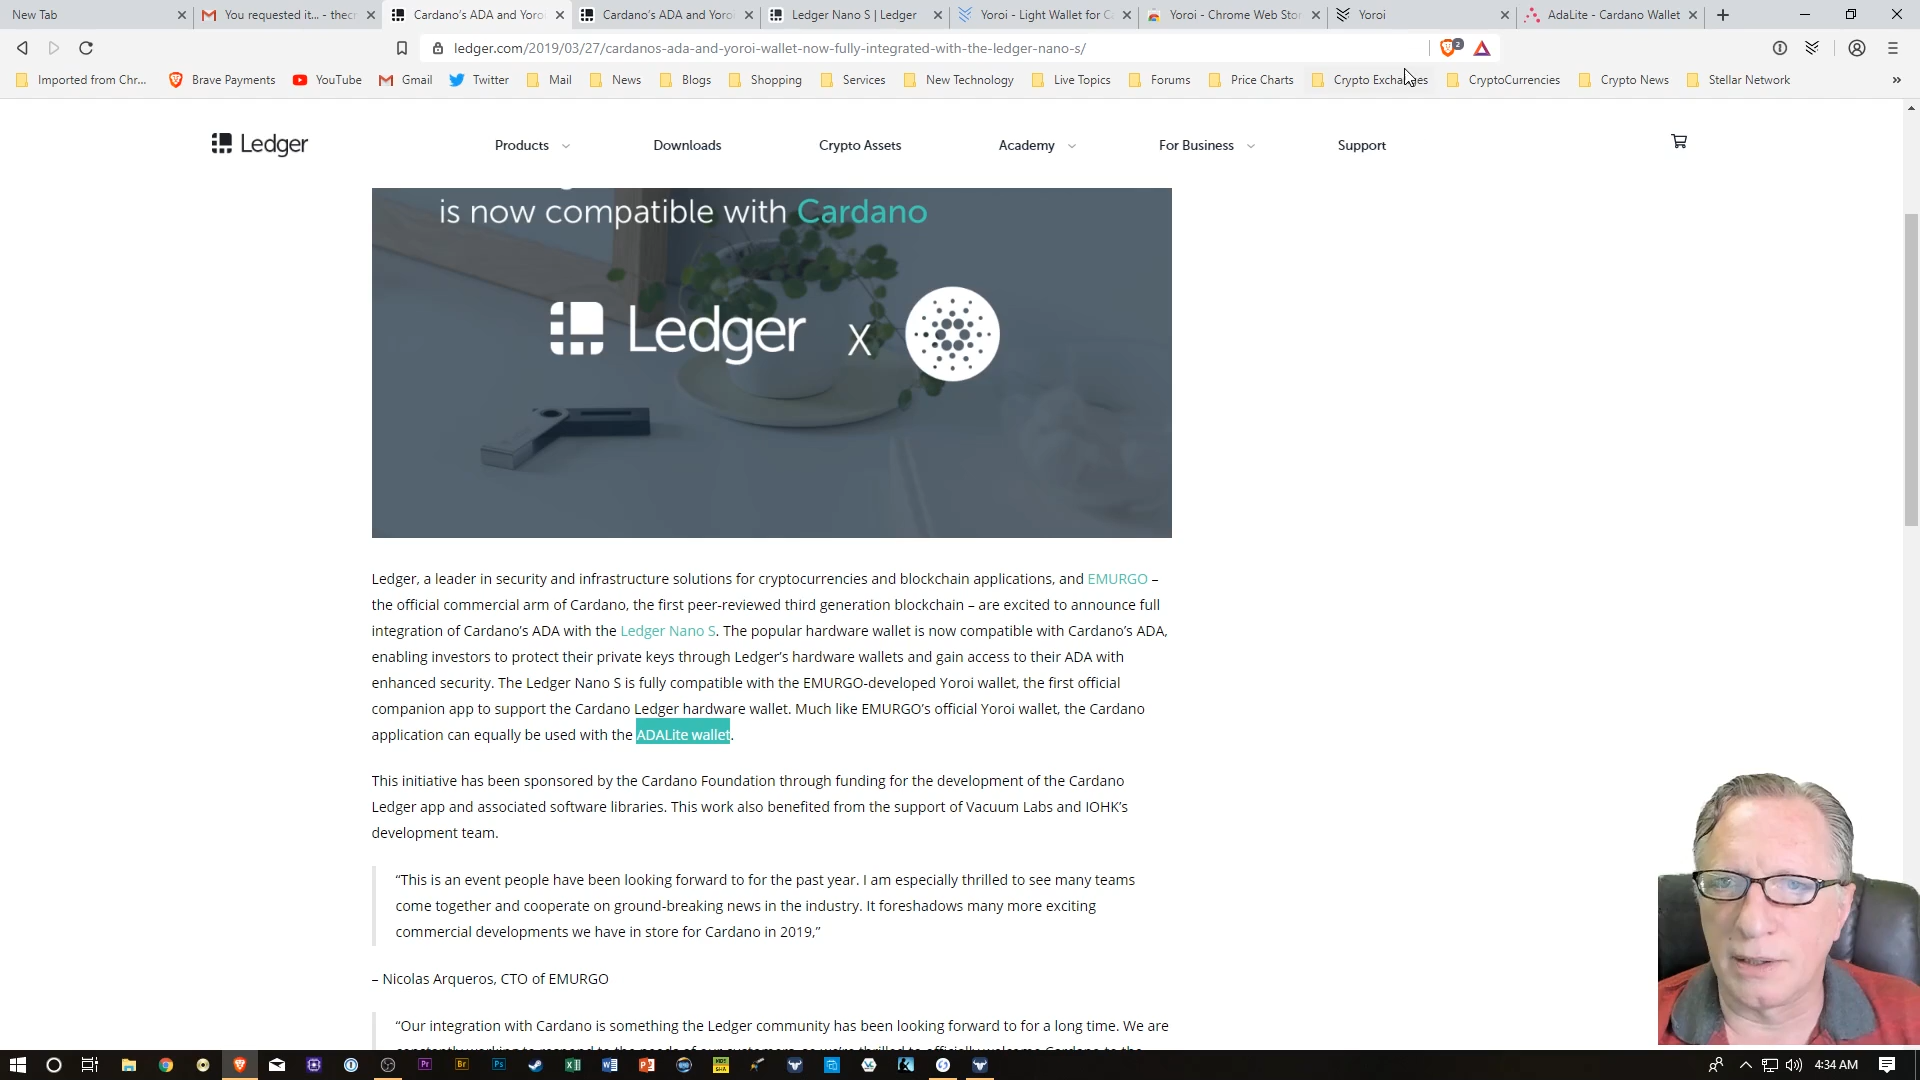 New Tab
You requested it... - thecr
Cardano's ADA and Yoroi
Cardano's ADA and Yoroi
Ledger Nano S | Ledger
Yoroi - Light Wallet for Ca
Yoroi - Chrome Web Stor
Yoroi
AdaLite - Cardano Wallet
ledger.com/2019/03/27/cardanos-ada-and-yoroi-wallet-now-fully-integrated-with-the-ledger-nano-s/
2
Imported from Chr...
Brave Payments
YouTube
Gmail
Twitter
Mail
News
Blogs
Shopping
Services
New Technology
Live Topics
Forums
Price Charts
Crypto Exchanges
CryptoCurrencies
Crypto News
Stellar Network
»
Ledger
Products
Downloads
Crypto Assets
Academy
For Business
Support
is now compatible with Cardano
Ledger x
Ledger, a leader in security and infrastructure solutions for cryptocurrencies and blockchain applications, and EMURGO –
the official commercial arm of Cardano, the first peer-reviewed third generation blockchain – are excited to announce full
integration of Cardano's ADA with the Ledger Nano S. The popular hardware wallet is now compatible with Cardano's ADA,
enabling investors to protect their private keys through Ledger's hardware wallets and gain access to their ADA with
enhanced security. The Ledger Nano S is fully compatible with the EMURGO-developed Yoroi wallet, the first official
companion app to support the Cardano Ledger hardware wallet. Much like EMURGO's official Yoroi wallet, the Cardano
application can equally be used with the ADALite wallet.
This initiative has been sponsored by the Cardano Foundation through funding for the development of the Cardano
Ledger app and associated software libraries. This work also benefited from the support of Vacuum Labs and IOHK's
development team.
“This is an event people have been looking forward to for the past year. I am especially thrilled to see many teams
come together and cooperate on ground-breaking news in the industry. It foreshadows many more exciting
commercial developments we have in store for Cardano in 2019,”
– Nicolas Arqueros, CTO of EMURGO
“Our integration with Cardano is something the Ledger community has been looking forward to for a long time. We are
4:34 AM